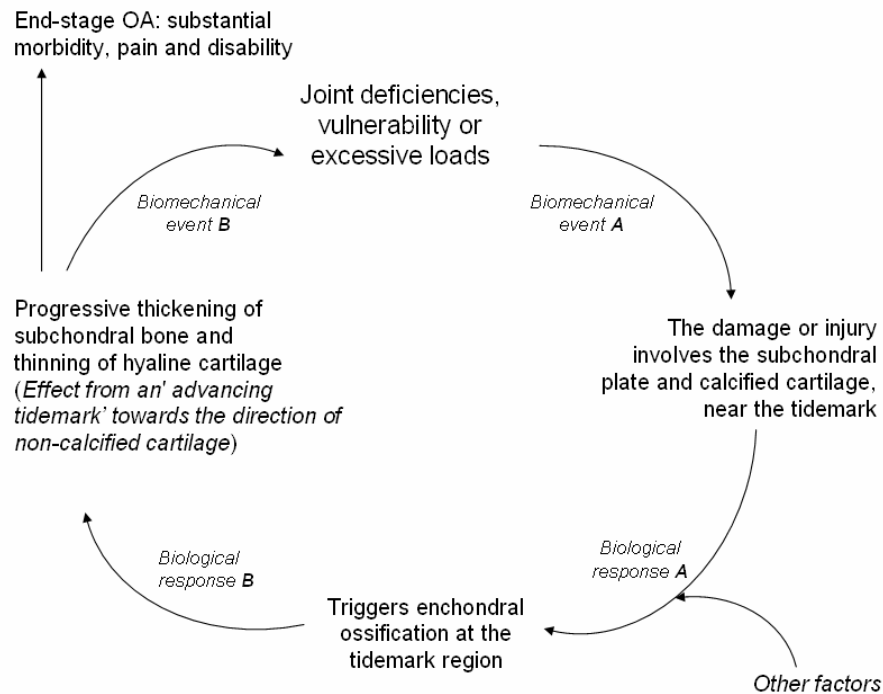 End-stage OA: substantial
morbidity, pain and disability
Joint deficiencies,
vulnerability or
excessive loads
Biomechanical
event B
Biomechanical
event A
Progressive thickening of
subchondral bone and
thinning of hyaline cartilage
(Effect from an' advancing
tidemark' towards the direction of
non-calcified cartilage)
The damage or injury
involves the subchondral
plate and calcified cartilage,
near the tidemark
Biological
response B
Biological
response A
Triggers enchondral
ossification at the
tidemark region
Other factors